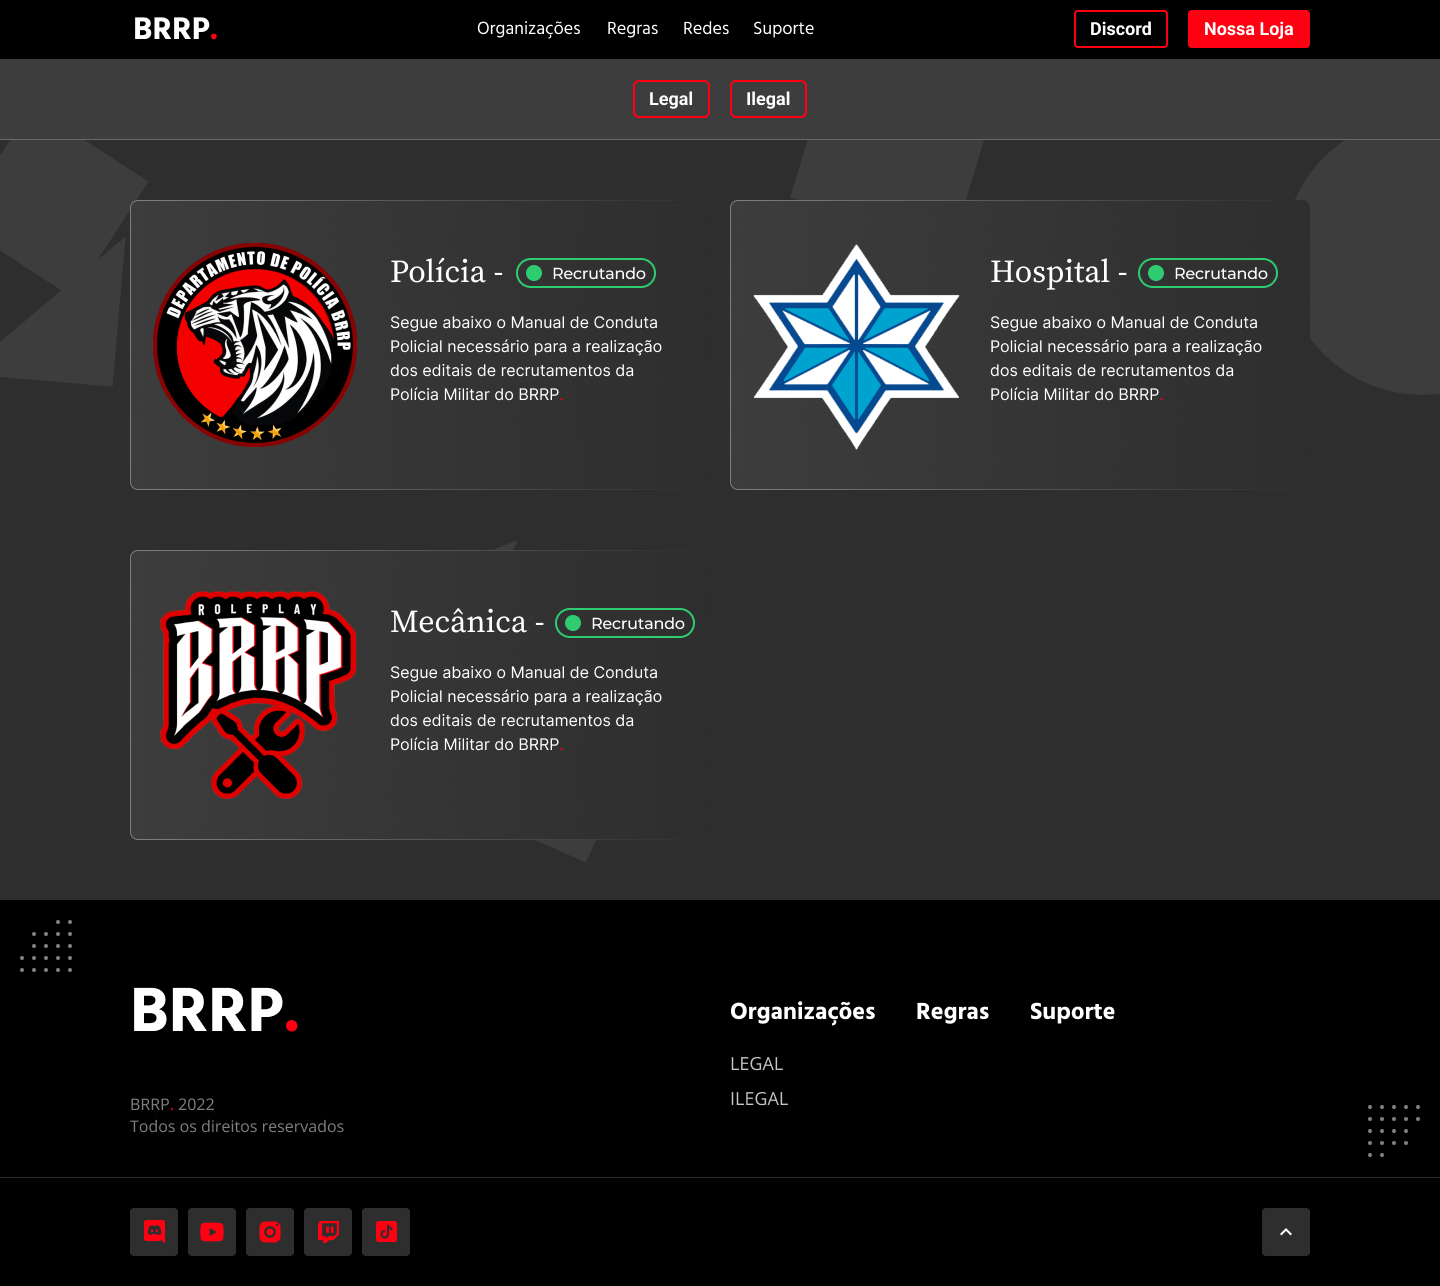 BRRP.
Organizações
Regras
Redes
Suporte
Discord
Nossa Loja
Legal
Ilegal
DEPARTAMENTO DE POLÍCIA BRRP
Polícia -
Recrutando
Segue abaixo o Manual de Conduta
Policial necessário para a realização
dos editais de recrutamentos da
Polícia Militar do BRRP.
Hospital -
Recrutando
Segue abaixo o Manual de Conduta
Policial necessário para a realização
dos editais de recrutamentos da
Polícia Militar do BRRP.
ROLEPLAY
BRRP
Mecânica -
Recrutando
Segue abaixo o Manual de Conduta
Policial necessário para a realização
dos editais de recrutamentos da
Polícia Militar do BRRP.
BRRP.
BRRP. 2022
Todos os direitos reservados
Organizações
LEGAL
ILEGAL
Regras
Suporte